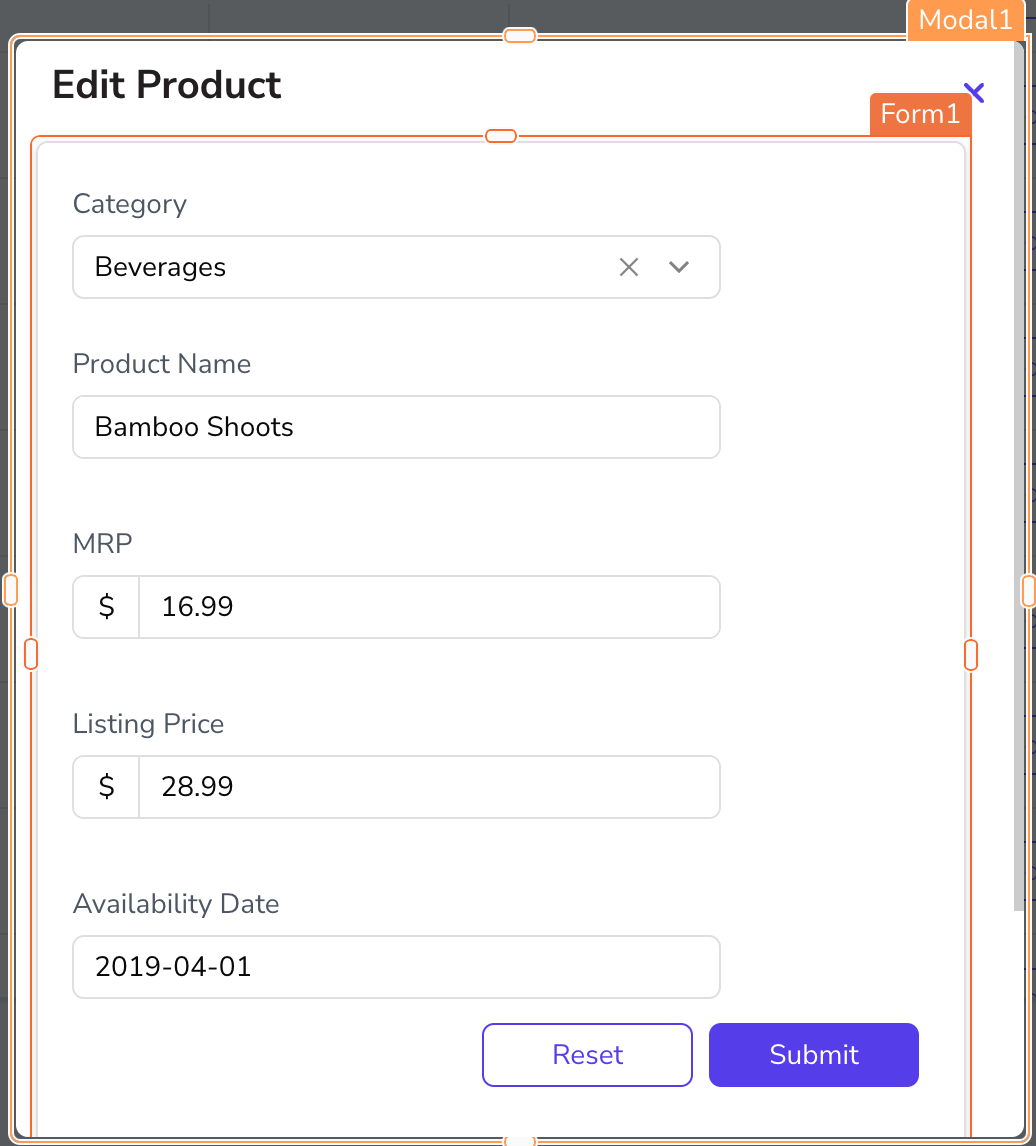 Modal1
Edit Product
Form1
Category
Beverages
Product Name
Bamboo Shoots
MRP
$ 16.99
Listing Price
$ 28.99
Availability Date
2019-04-01
Reset Submit